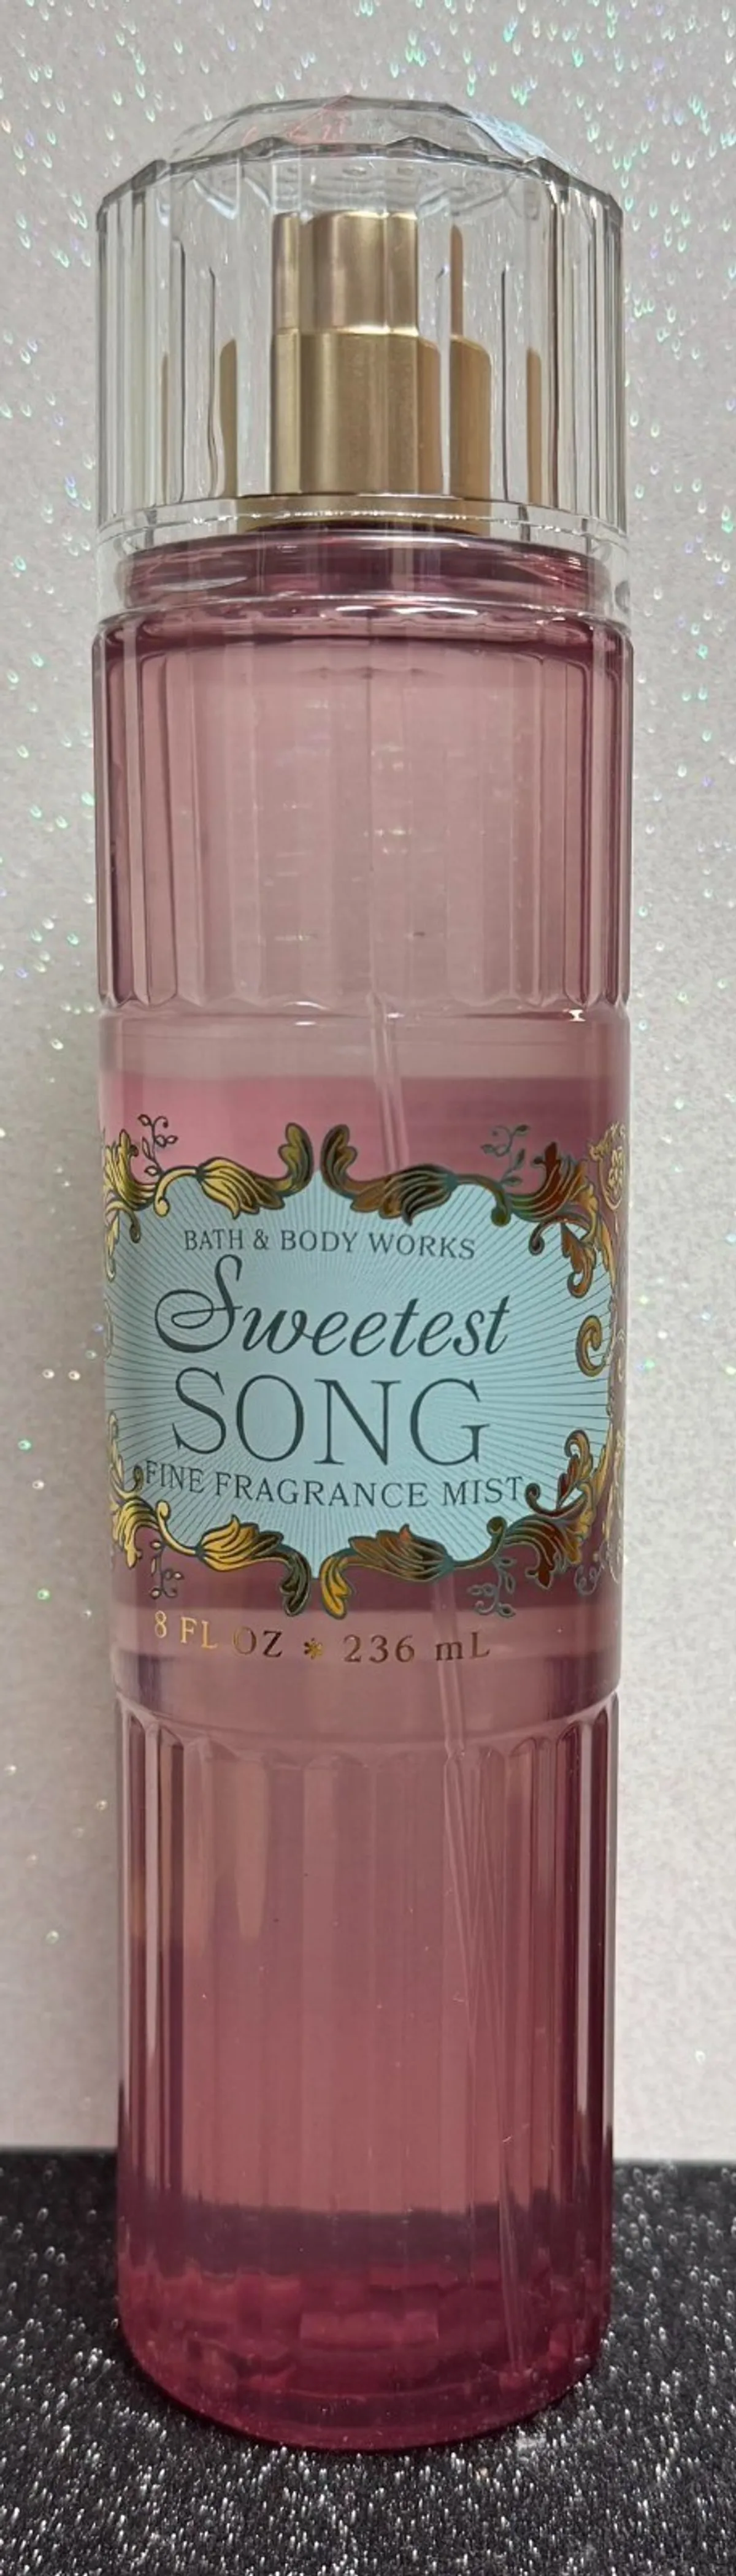 BATH & BODY WORKS
Sweetest
SONG
FINE FRAGRANCE MIST
8 FL OZ * 236 mL